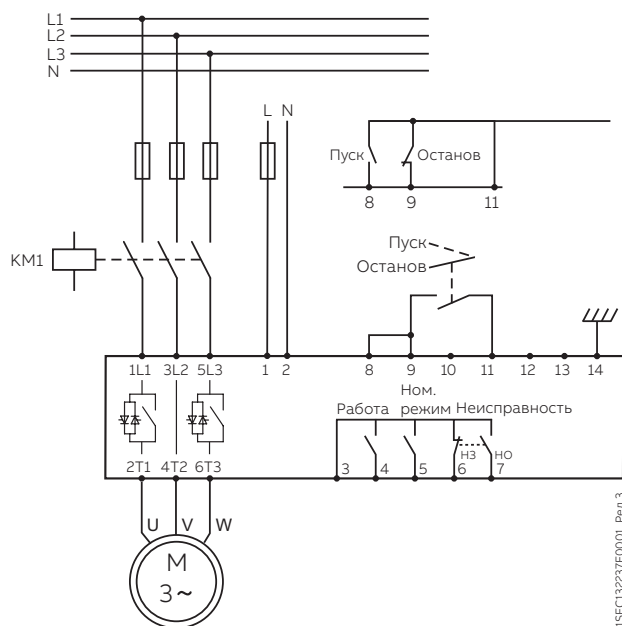 L1
L2
L3
N
L N
Пуск
Останов
8 9 11
KM1
Пуск
Останов
1L1 3L2 5L3 1 2 8 9 10 11 12 13 14
Ном.
Работа режим Неисправность
НЗ НО
2T1 4T2 6T3 3 4 5 6 7
U V W
M
3~
1SFC132237F0001, Ред.3